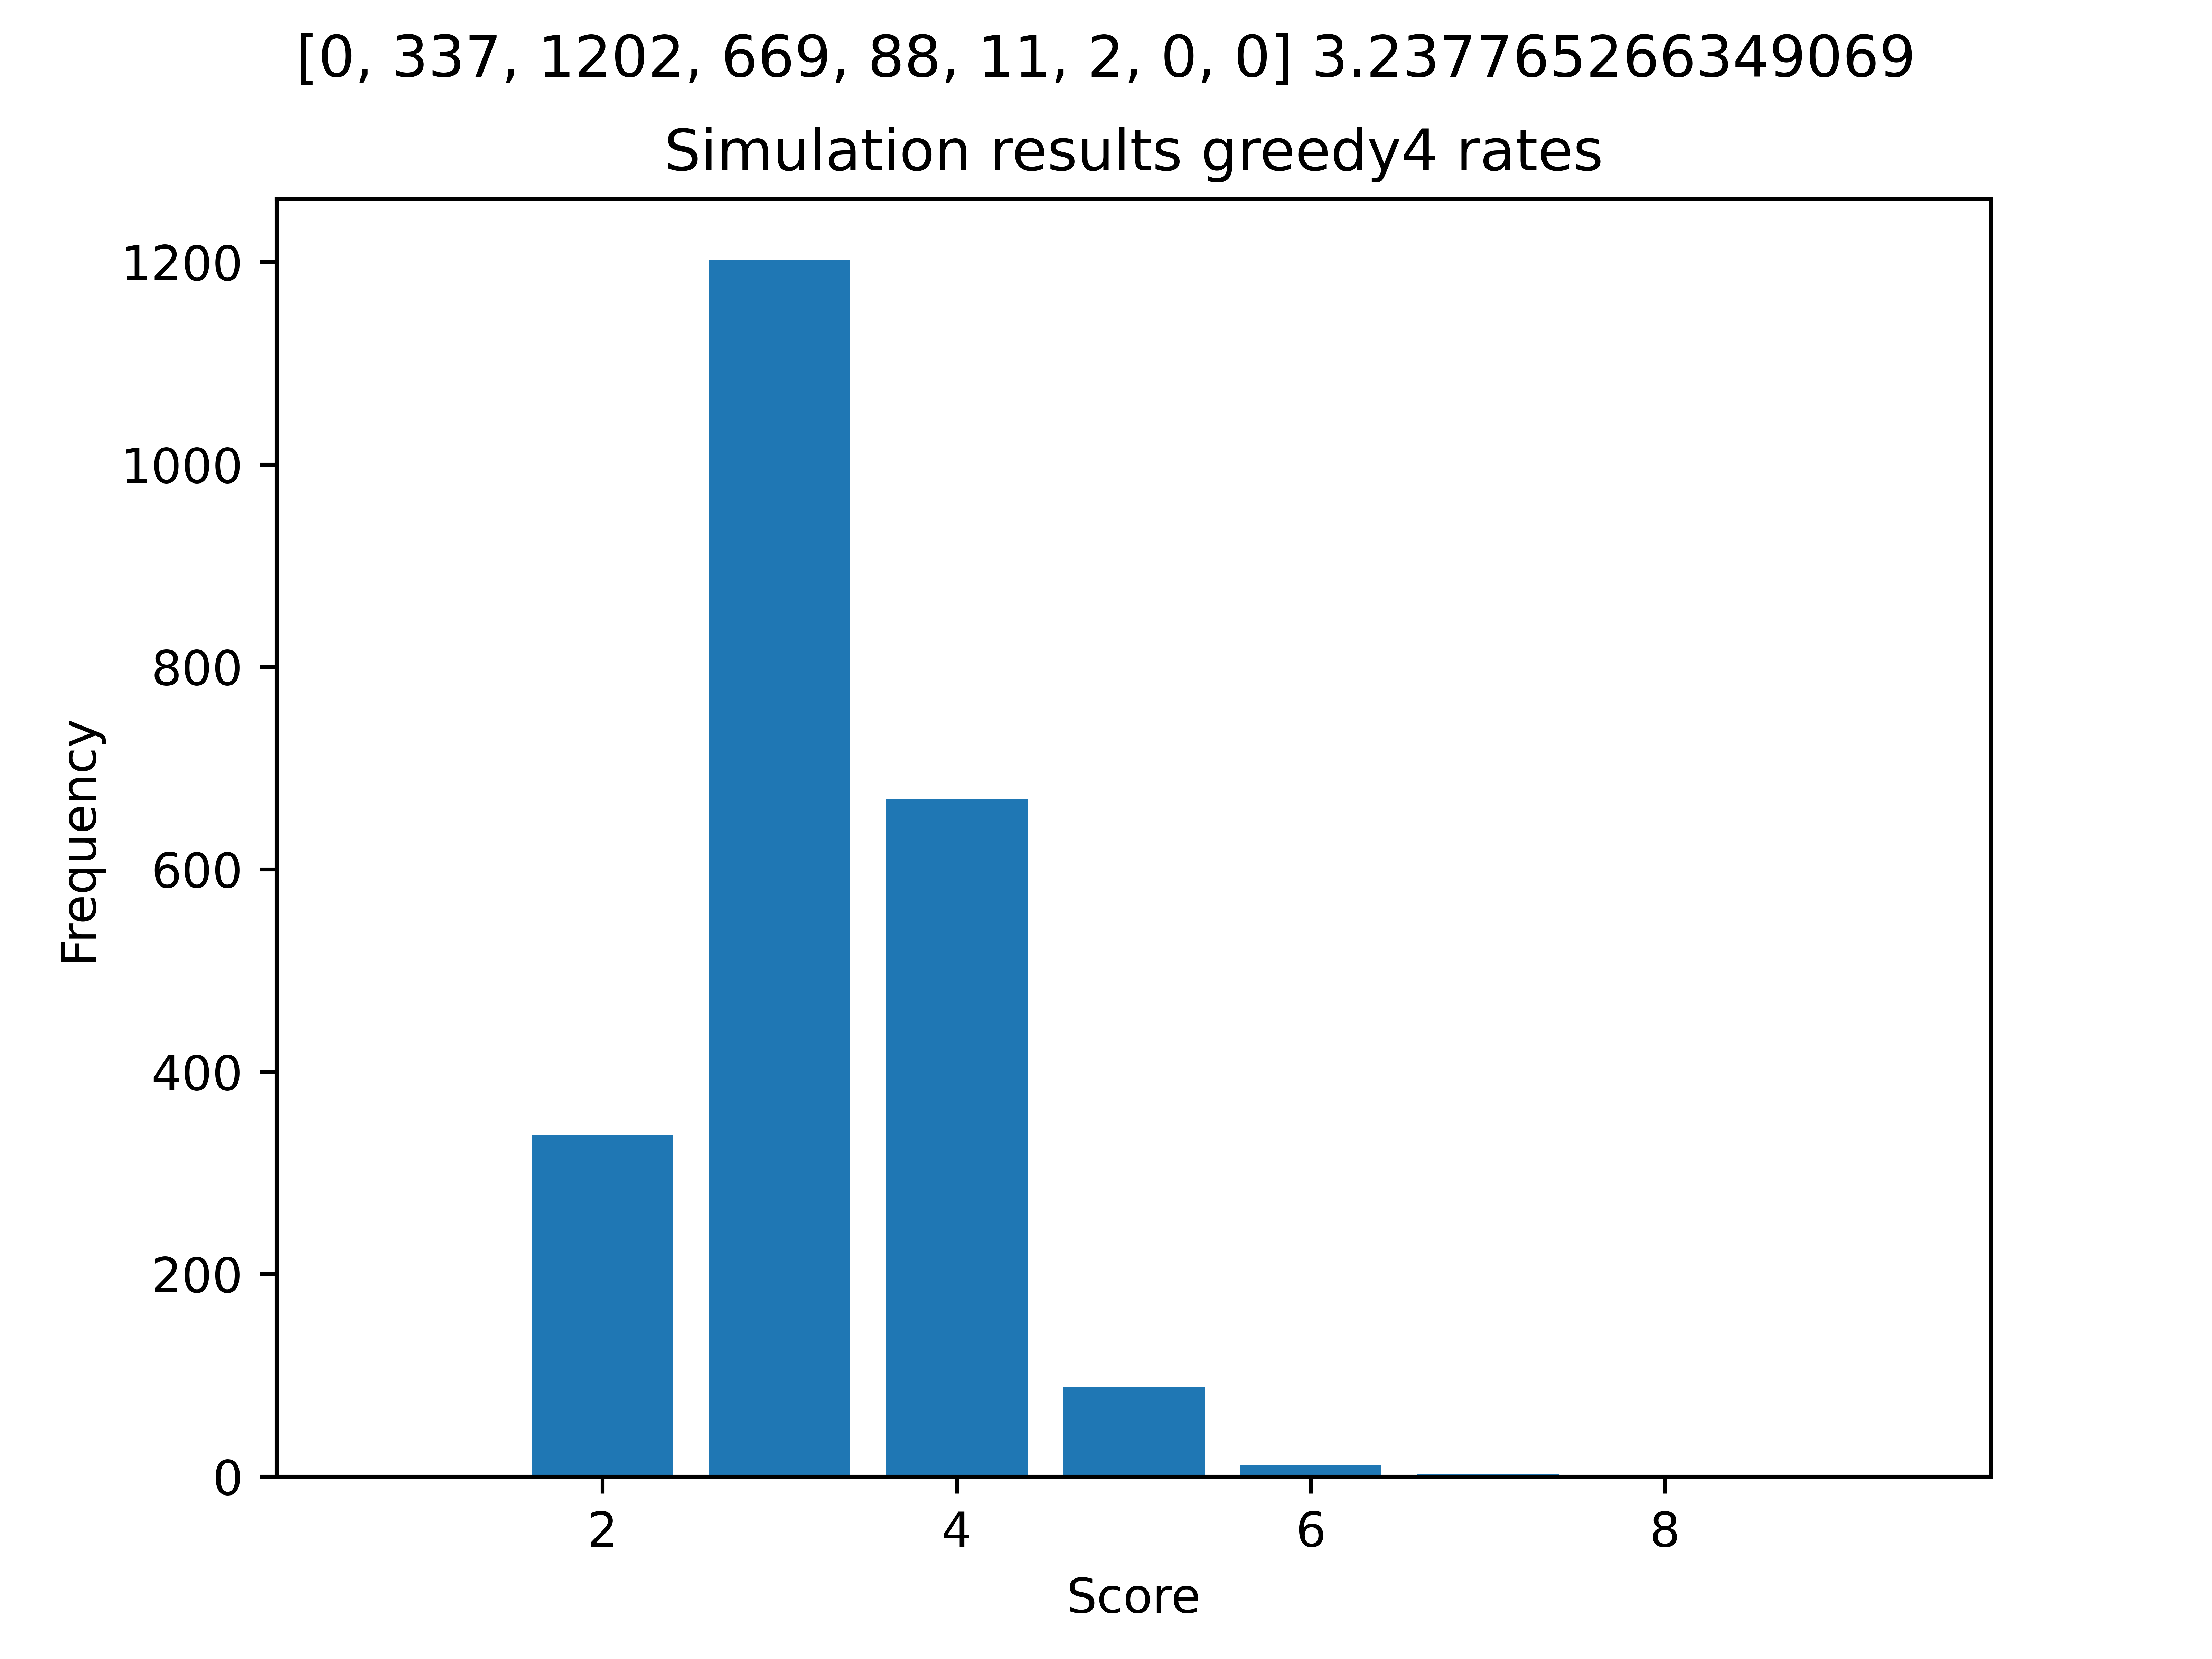 [0, 337, 1202, 669, 88, 11, 2, 0, 0] 3.237765266349069
Simulation results greedy4 rates
1200
1000
800
600
400
200
0
Frequency
2 4 6 8
Score